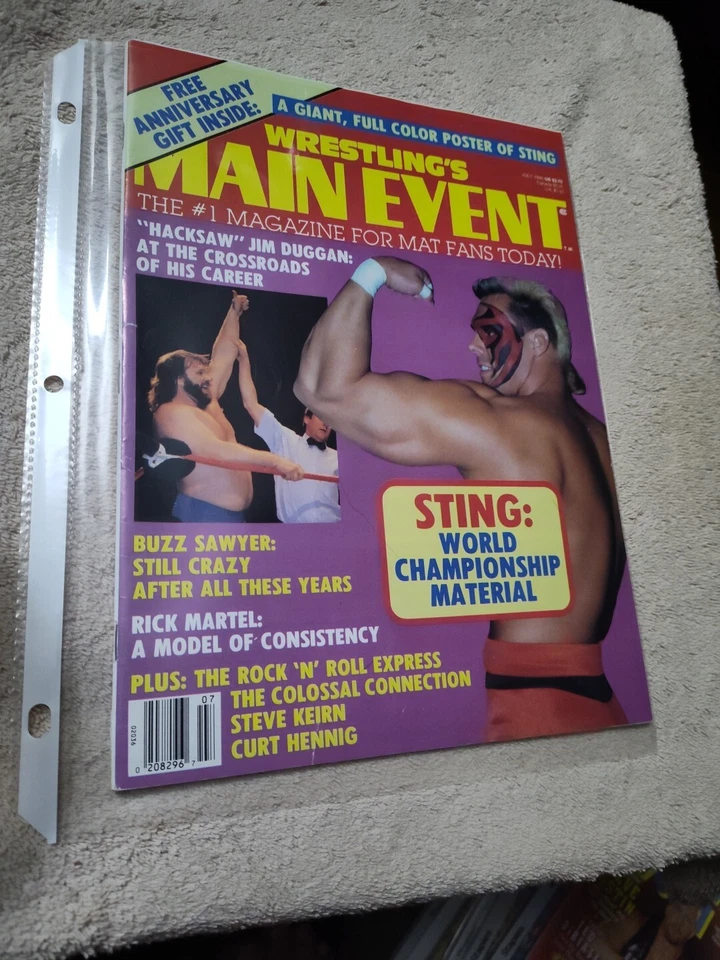 FREE
ANNIVERSARY
GIFT INSIDE:
A GIANT, FULL COLOR POSTER OF STING
WRESTLING'S
MAIN EVENT
THE #1 MAGAZINE FOR MAT FANS TODAY!
"HACKSAW" JIM DUGGAN:
AT THE CROSSROADS
OF HIS CAREER
STING:
WORLD
CHAMPIONSHIP
MATERIAL
BUZZ SAWYER:
STILL CRAZY
AFTER ALL THESE YEARS
RICK MARTEL:
A MODEL OF CONSISTENCY
PLUS: THE ROCK 'N' ROLL EXPRESS
THE COLOSSAL CONNECTION
STEVE KEIRN
CURT HENNIG
07
02036
0 208296 7